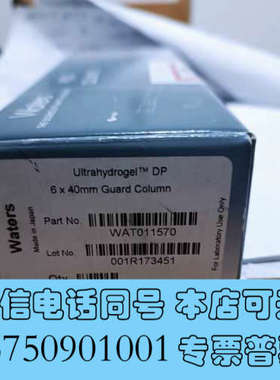 Ultrahydrogel™ DP
6 x 40mm Guard Column
Part No.
WAT011570
Lot No.
001R173451
Qty
Waters
Made in Japan
For Laboratory Use Only
信电话同号 本店可
750901001 专票普